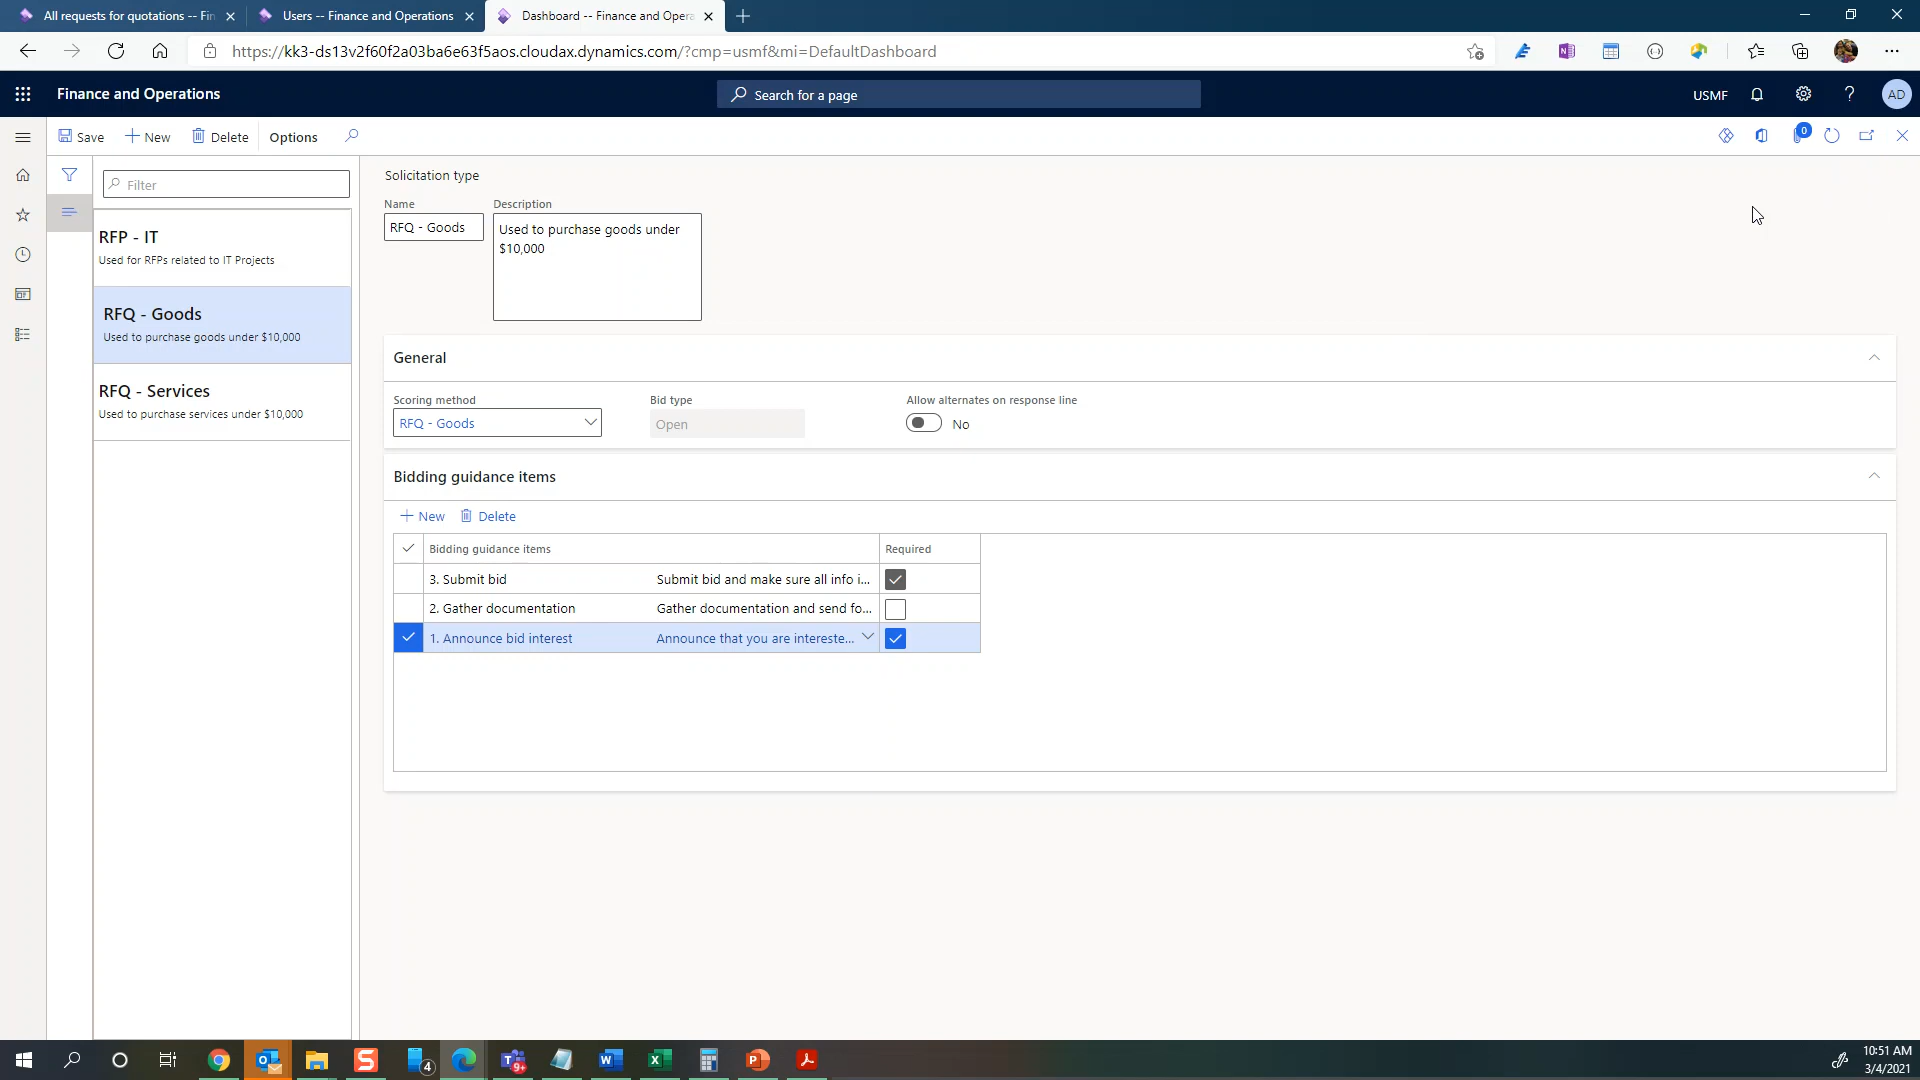 All requests for quotations -- Fin
Users -- Finance and Operations
Dashboard -- Finance and Opera
https://kk3-ds13v2f60f2a03ba6e63f5aos.cloudax.dynamics.com/?cmp=usmf&mi=DefaultDashboard
Finance and Operations
Search for a page
USMF
?
AD
Save
New
Delete
Options
0
Filter
RFP - IT
Used for RFPs related to IT Projects
RFQ - Goods
Used to purchase goods under $10,000
RFQ - Services
Used to purchase services under $10,000
Solicitation type
Name
Description
RFQ - Goods
Used to purchase goods under
$10,000
General
Scoring method
Bid type
Allow alternates on response line
RFQ - Goods
Open
No
Bidding guidance items
New
Delete
Bidding guidance items
Required
3. Submit bid
Submit bid and make sure all info i...
2. Gather documentation
Gather documentation and send fo...
1. Announce bid interest
Announce that you are intereste...
4
9+
10:51 AM
3/4/2021